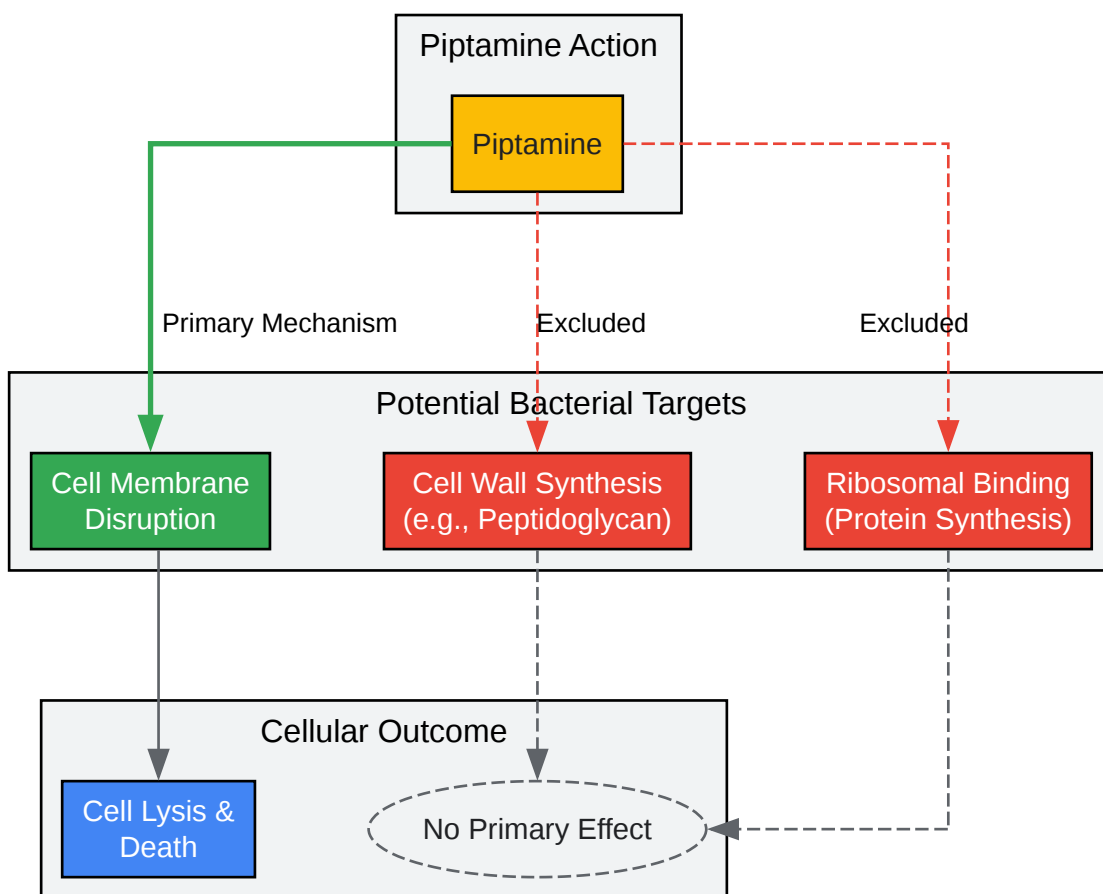 Piptamine Action
Piptamine
Primary Mechanism
Excluded
Excluded
Potential Bacterial Targets
Cell Membrane
Disruption
Cell Wall Synthesis
(e.g., Peptidoglycan)
Ribosomal Binding
(Protein Synthesis)
Cellular Outcome
Cell Lysis &
Death
No Primary Effect